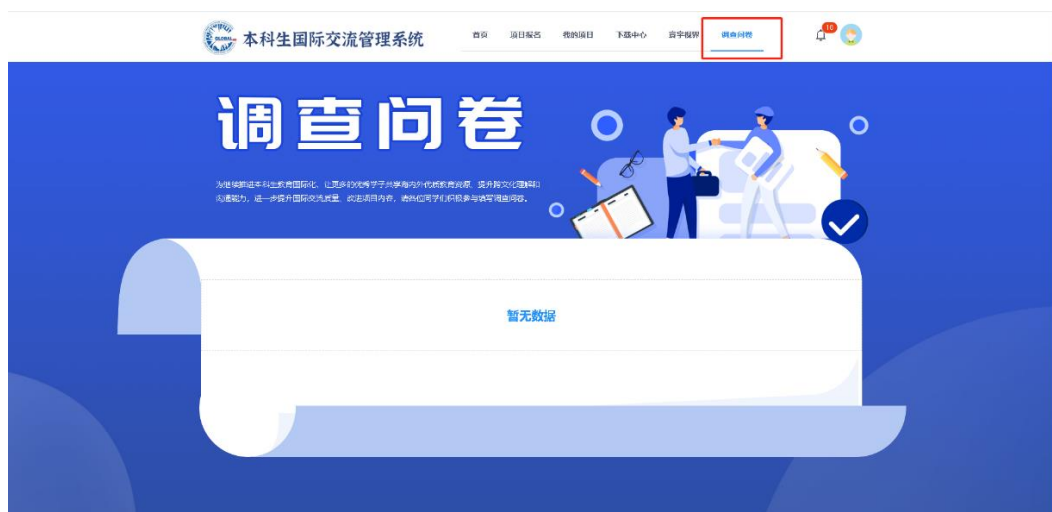 GLOBAL
本科生国际交流管理系统
首页 项目报名 我的项目 下载中心 寰宇视界 调查问卷
10
调查问卷
为继续推进本科生教育国际化，让更多的优秀学子共享海内外优质教育资源，提升跨文化理解和
沟通能力，进一步提升国际交流质量，改进项目内容，请各位同学们积极参与填写调查问卷。
暂无数据